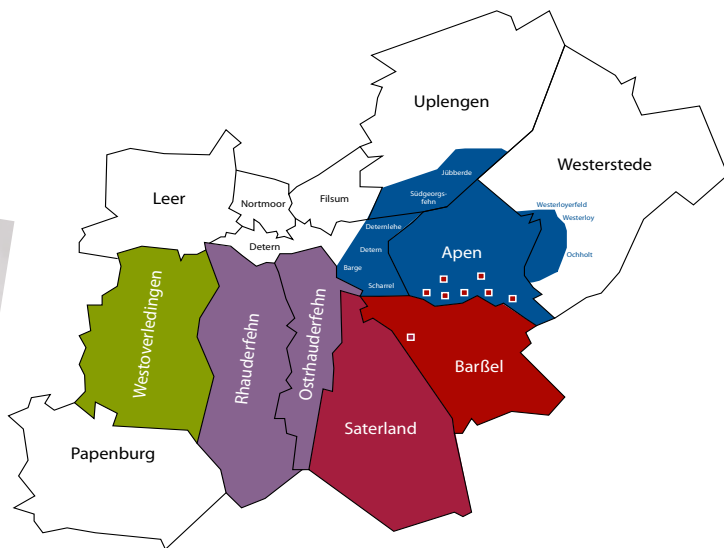 Uplengen
Westerstede
Jübberde
Leer
Nortmoor
Filsum
Südgeorgs-
fehn
Westerloyerfeld
Westerloy
Deternlehe
Detern
Detern
Apen
Ochholt
Barge
Scharrel
Westoverledingen
Rhauderfehn
Ostrhauderfehn
Barßel
Saterland
Papenburg